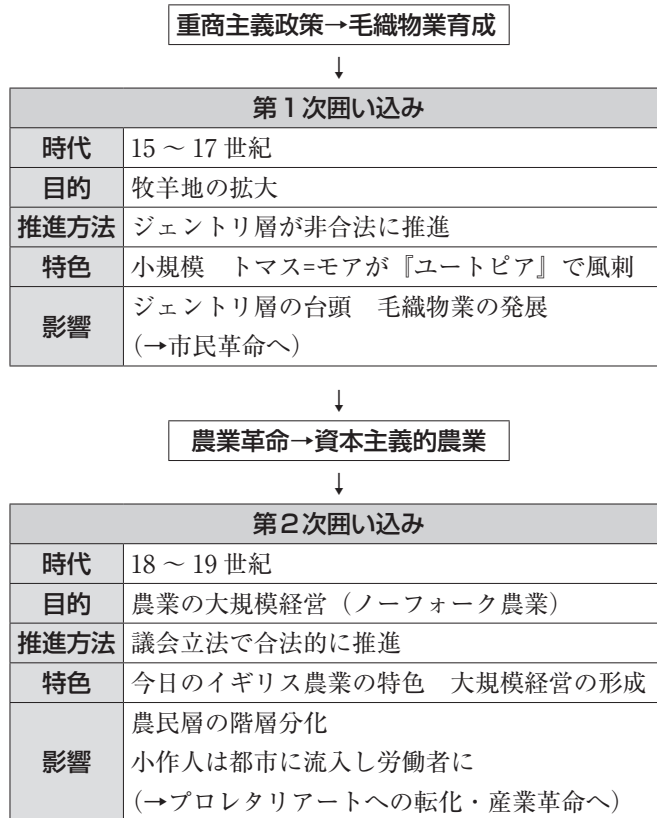 重商主義政策→毛織物業育成
↓
第1次囲い込み
時代 15～17世紀
目的 牧羊地の拡大
推進方法 ジェントリ層が非合法に推進
特色 小規模　トマス=モアが『ユートピア』で風刺
影響 ジェントリ層の台頭　毛織物業の発展
(→市民革命へ)
↓
農業革命→資本主義的農業
↓
第2次囲い込み
時代 18～19世紀
目的 農業の大規模経営（ノーフォーク農業）
推進方法 議会立法で合法的に推進
特色 今日のイギリス農業の特色　大規模経営の形成
影響 農民層の階層分化
小作人は都市に流入し労働者に
(→プロレタリアートへの転化・産業革命へ)